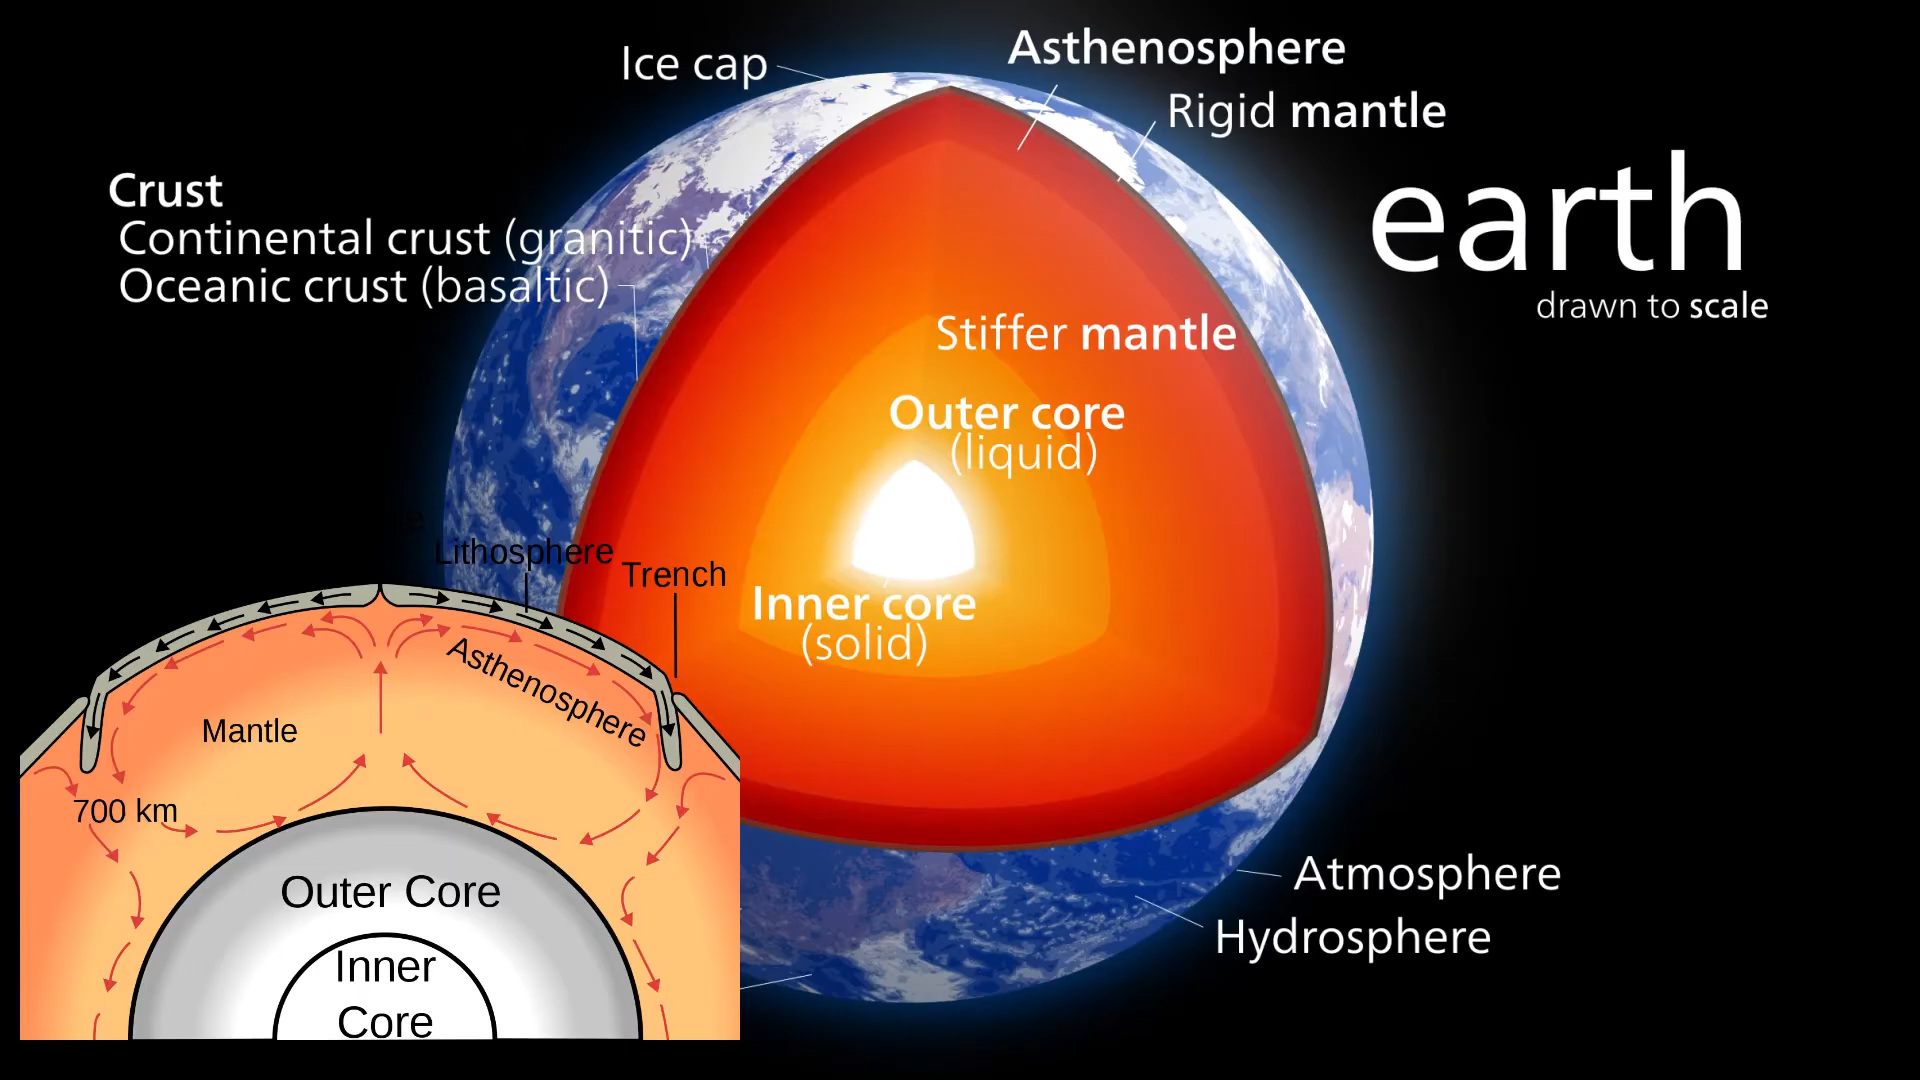 Ice cap
Asthenosphere
Rigid mantle
earth
drawn to scale
Crust
Continental crust (granitic)
Oceanic crust (basaltic)
Stiffer mantle
Outer core
(liquid)
Inner core
(solid)
Lithosphere
Trench
Asthenosphere
Mantle
700 km
Outer Core
Inner
Core
Atmosphere
Hydrosphere